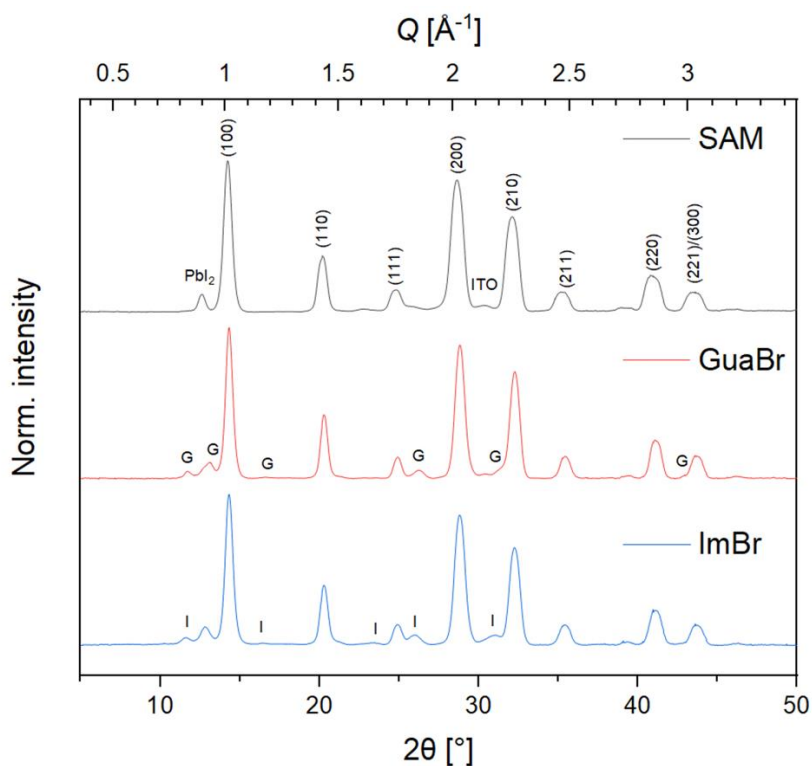 Q [Å-1]
0.5 1 1.5 2 2.5 3
SAM
(100)
(200)
(210)
(110)
(111)
(211)
(220)
(221)/(300)
PbI2
ITO
GuaBr
G G G G G G
ImBr
I I I I I
Norm. intensity
10 20 30 40 50
2θ [°]